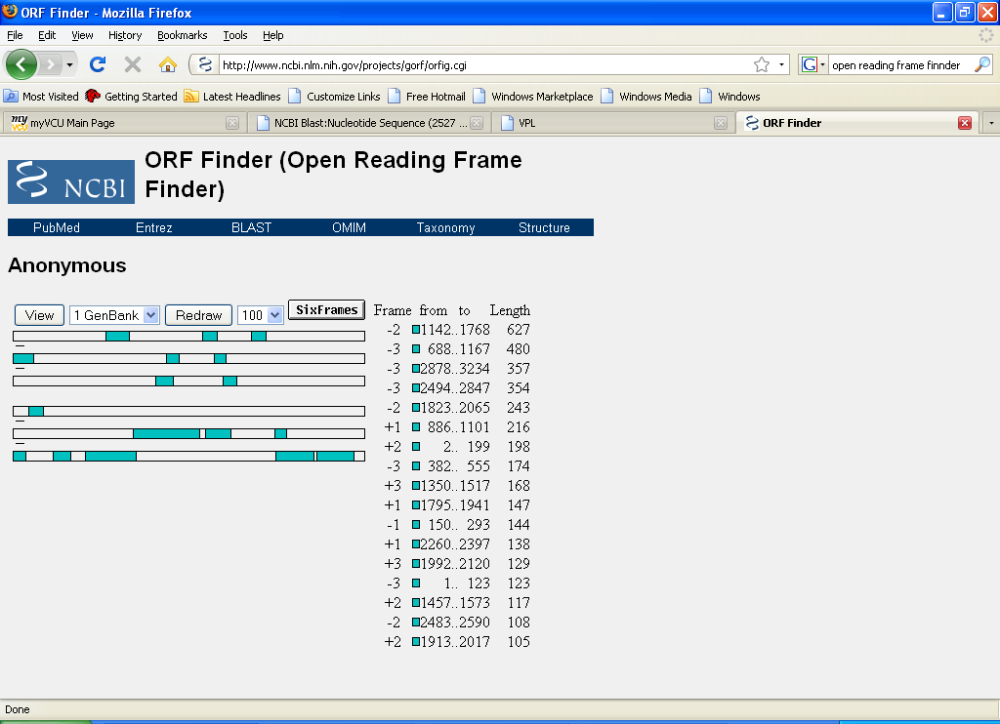 ORF Finder - Mozilla Firefox
File Edit View History Bookmarks Tools Help
http://www.ncbi.nlm.nih.gov/projects/gorf/orfig.cgi
G open reading frame finnder
Most Visited Getting Started Latest Headlines Customize Links Free Hotmail Windows Marketplace Windows Media Windows
my VCU myVCU Main Page NCBI Blast:Nucleotide Sequence (2527 ... VPL ORF Finder
NCBI
ORF Finder (Open Reading Frame
Finder)
PubMed Entrez BLAST OMIM Taxonomy Structure
Anonymous
View 1 GenBank Redraw 100 SixFrames
Frame from to Length
-2 1142..1768 627
-3 688..1167 480
-3 2878..3234 357
-3 2494..2847 354
-2 1823..2065 243
+1 886..1101 216
+2 2.. 199 198
-3 382.. 555 174
+3 1350..1517 168
+1 1795..1941 147
-1 150.. 293 144
+1 2260..2397 138
+3 1992..2120 129
-3 1.. 123 123
+2 1457..1573 117
-2 2483..2590 108
+2 1913..2017 105
Done